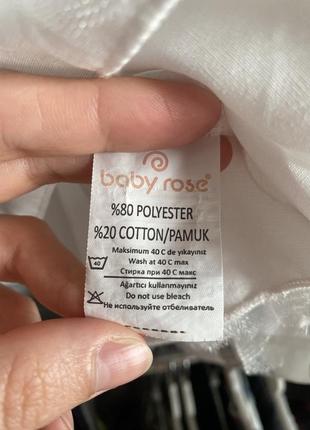 baby rose®
%80 POLYESTER
%20 COTTON/PAMUK
Maksimum 40 C de yıkayınız
Wash at 40 C max
Стирка при 40 С макс
40
Ağartıcı kullanmayınız
Do not use bleach
Не используйте отбеливатель